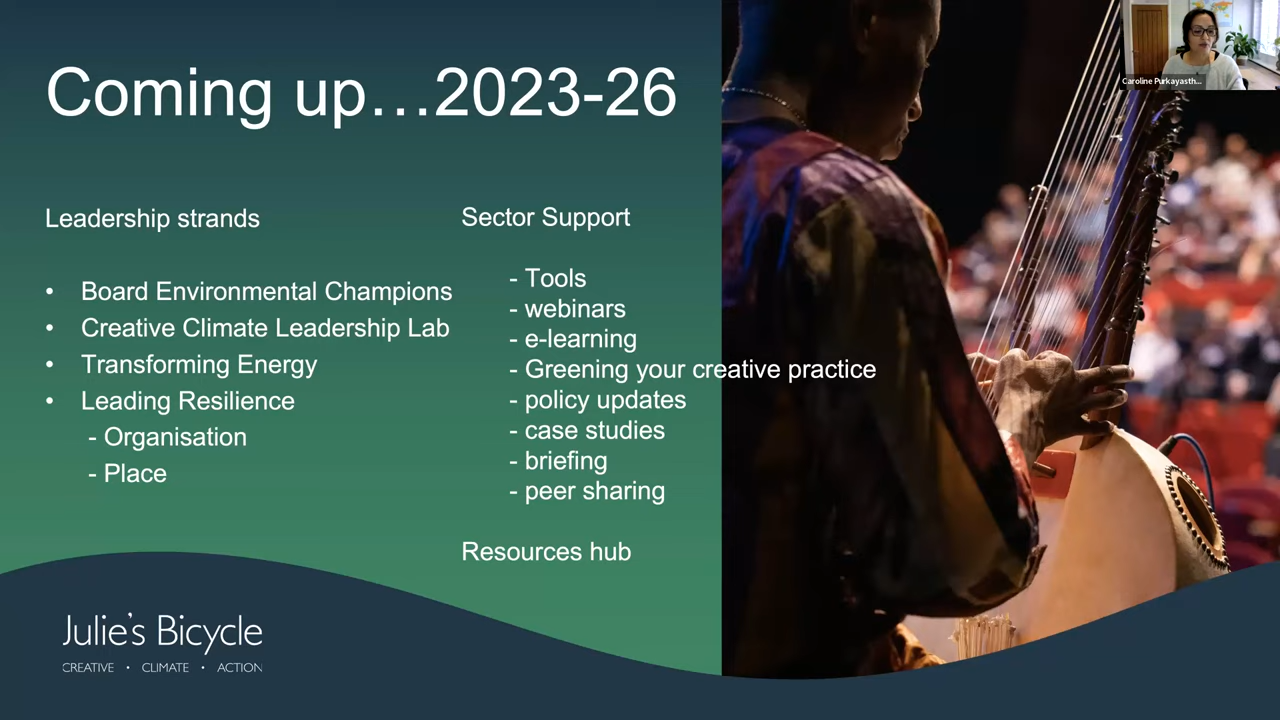 Coming up…2023-26
Leadership strands
• Board Environmental Champions
• Creative Climate Leadership Lab
• Transforming Energy
• Leading Resilience
- Organisation
- Place
Sector Support
- Tools
- webinars
- e-learning
- Greening your creative practice
- policy updates
- case studies
- briefing
- peer sharing
Resources hub
Julie's Bicycle
CREATIVE • CLIMATE • ACTION
Caroline Purkayasth...